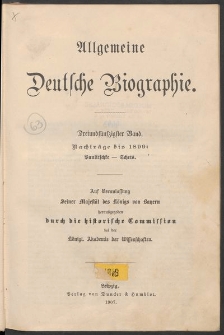 Allgemeine
Deutsche Biographie.
Dreiundfünfzigster Band.
Nachträge bis 1899:
Paulitschke — Schets.
Auf Veranlassung
Seiner Majestät des Königs von Bayern
herausgegeben
durch die historische Commission
bei der
Königl. Akademie der Wissenschaften.
Leipzig,
Verlag von Duncker & Humblot.
1907.